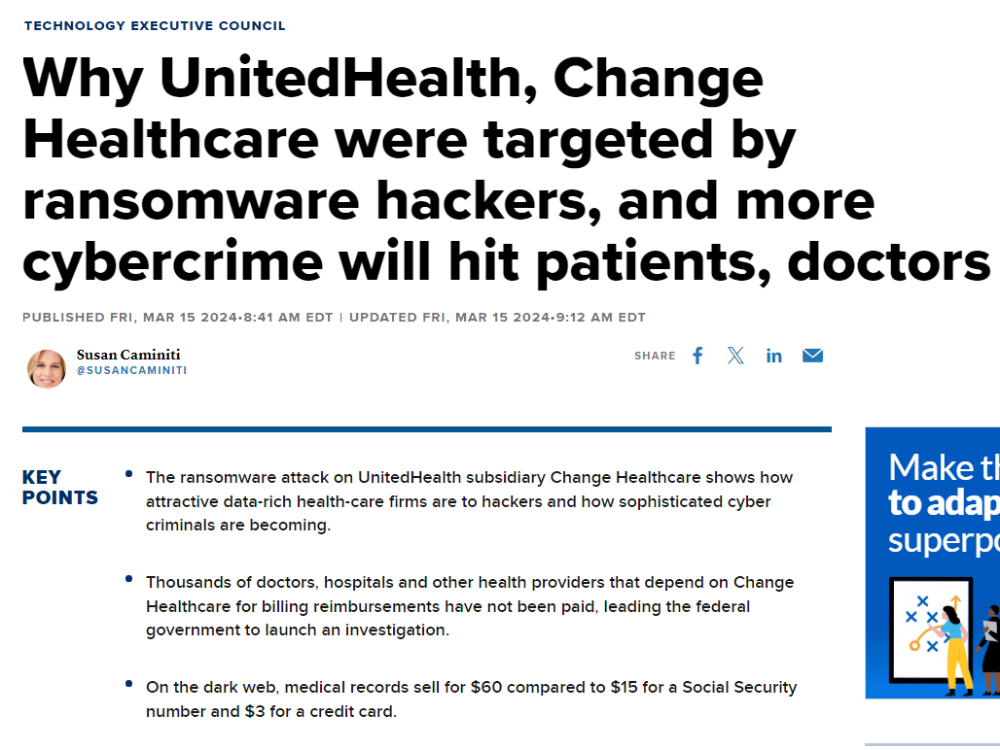 TECHNOLOGY EXECUTIVE COUNCIL
Why UnitedHealth, Change
Healthcare were targeted by
ransomware hackers, and more
cybercrime will hit patients, doctors
PUBLISHED FRI, MAR 15 2024•8:41 AM EDT | UPDATED FRI, MAR 15 2024•9:12 AM EDT
Susan Caminiti
@SUSANCAMINITI
SHARE
KEY
POINTS
• The ransomware attack on UnitedHealth subsidiary Change Healthcare shows how
attractive data-rich health-care firms are to hackers and how sophisticated cyber
criminals are becoming.
• Thousands of doctors, hospitals and other health providers that depend on Change
Healthcare for billing reimbursements have not been paid, leading the federal
government to launch an investigation.
• On the dark web, medical records sell for $60 compared to $15 for a Social Security
number and $3 for a credit card.
Make
to